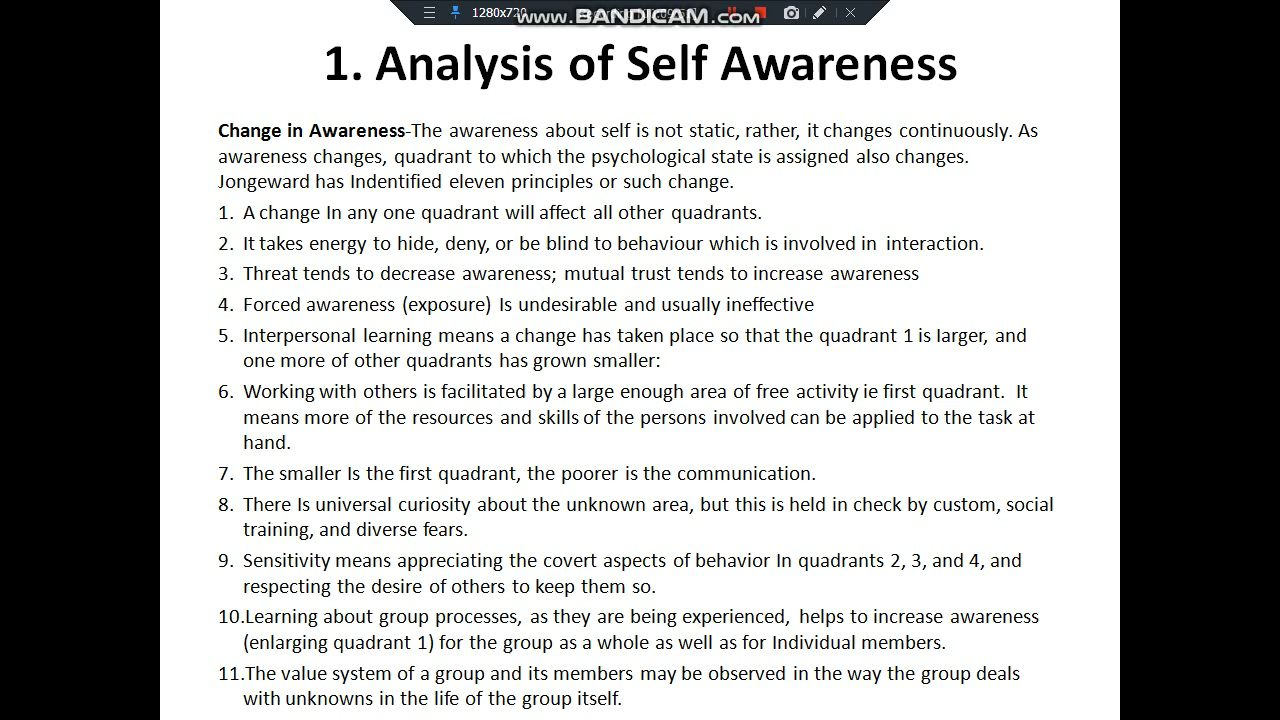 1280x720
www.BANDICAM.com
1. Analysis of Self Awareness
Change in Awareness-The awareness about self is not static, rather, it changes continuously. As
awareness changes, quadrant to which the psychological state is assigned also changes.
Jongeward has Indentified eleven principles or such change.
1. A change In any one quadrant will affect all other quadrants.
2. It takes energy to hide, deny, or be blind to behaviour which is involved in interaction.
3. Threat tends to decrease awareness; mutual trust tends to increase awareness
4. Forced awareness (exposure) Is undesirable and usually ineffective
5. Interpersonal learning means a change has taken place so that the quadrant 1 is larger, and
one more of other quadrants has grown smaller:
6. Working with others is facilitated by a large enough area of free activity ie first quadrant. It
means more of the resources and skills of the persons involved can be applied to the task at
hand.
7. The smaller Is the first quadrant, the poorer is the communication.
8. There Is universal curiosity about the unknown area, but this is held in check by custom, social
training, and diverse fears.
9. Sensitivity means appreciating the covert aspects of behavior In quadrants 2, 3, and 4, and
respecting the desire of others to keep them so.
10.Learning about group processes, as they are being experienced, helps to increase awareness
(enlarging quadrant 1) for the group as a whole as well as for Individual members.
11.The value system of a group and its members may be observed in the way the group deals
with unknowns in the life of the group itself.